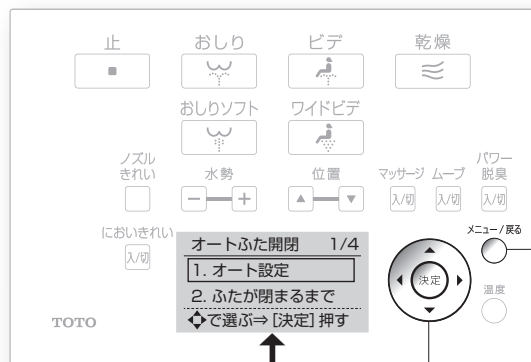 止 おしり ビデ 乾燥
おしりソフト ワイドビデ
ノズル
きれい
水勢 位置 マッサージ ムーブ
パワー
脱臭
入/切 入/切 入/切
においきれい
入/切
メニュー/戻る
オートふた開閉 1/4
1. オート設定
2. ふたが閉まるまで
で選ぶ⇒[決定]押す
決定
温度
TOTO